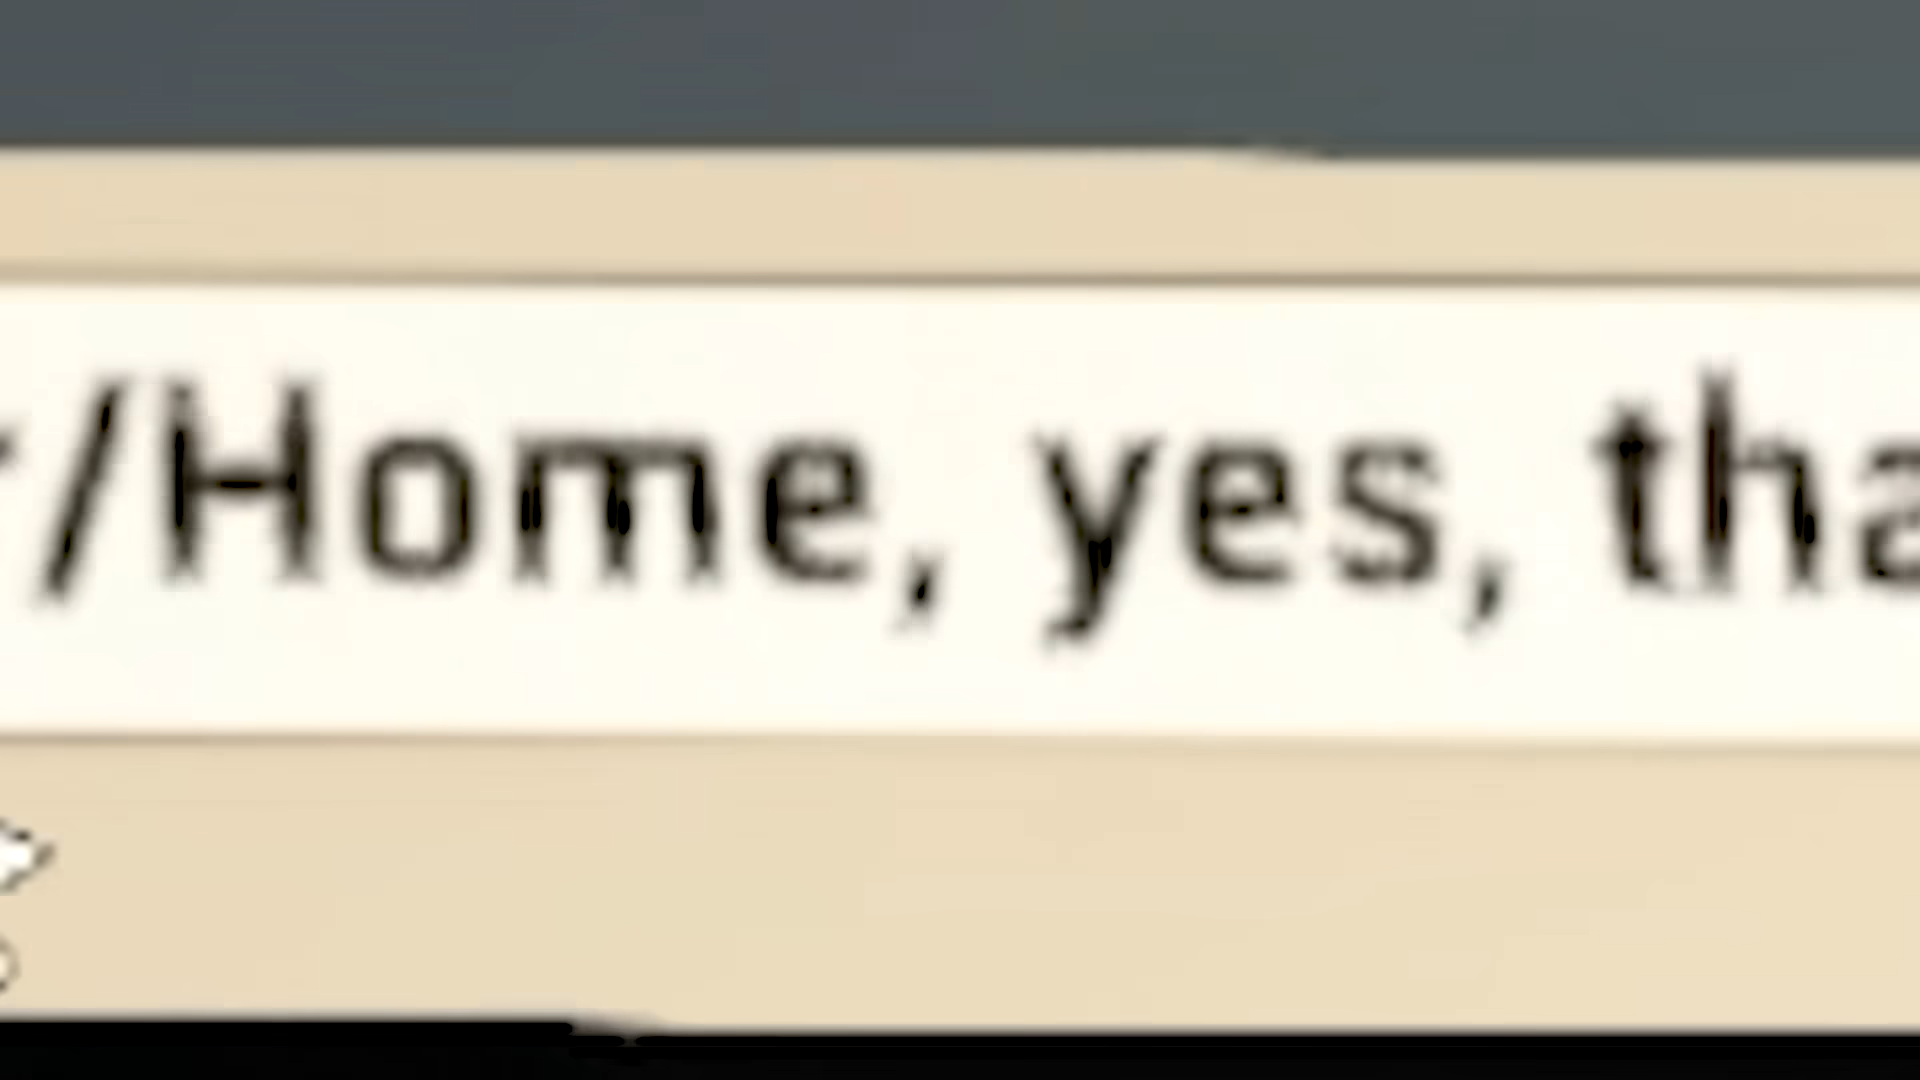 /Home, yes, tha